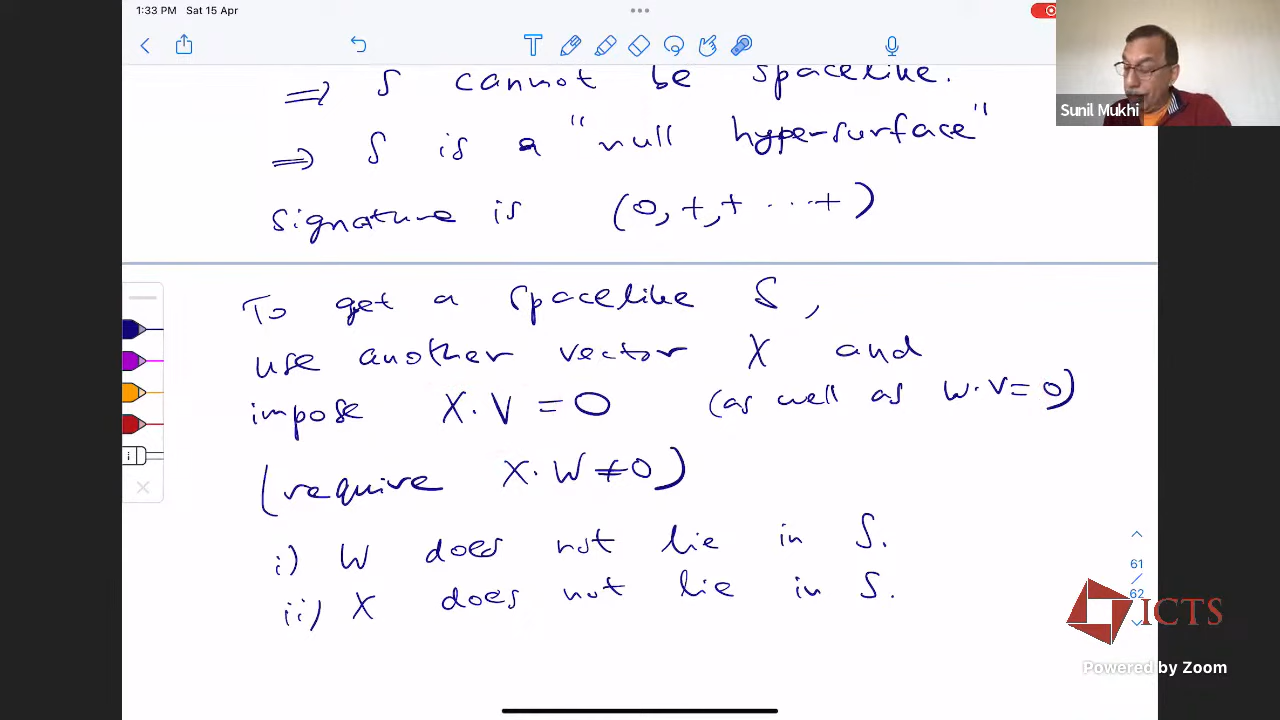 1:33 PM Sat 15 Apr
⟹ S cannot be spacelike.
Sunil Mukhi
⟹ S is a "null hyper-surface"
signature is (0, +, + ... +)
To get a spacelike S,
use another vector X and
impose X · V = 0 (as well as W · V = 0)
(require X · W ≠ 0)
i) W does not lie in S.
ii) X does not lie in S.
61
/
62
ICTS
Powered by Zoom